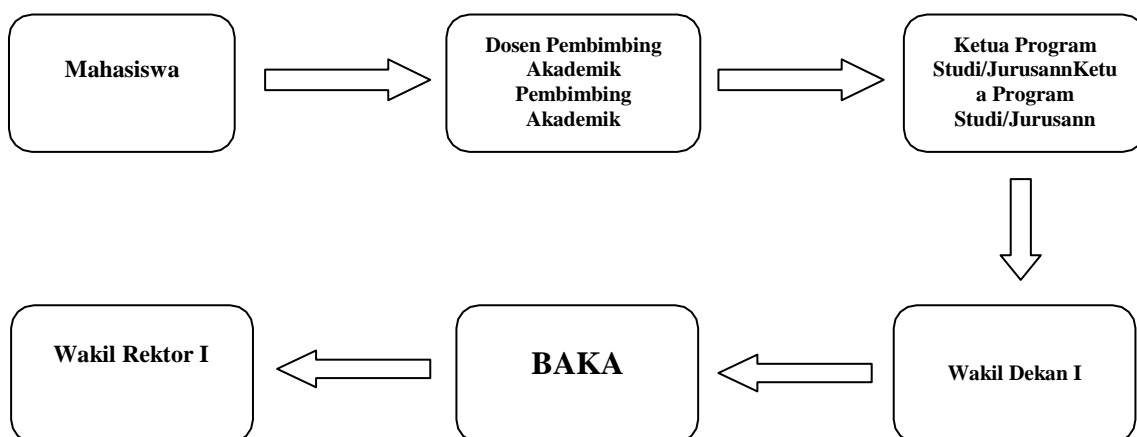 Mahasiswa
Dosen Pembimbing
Akademik
Pembimbing
Akademik
Ketua Program
Studi/JurusannKetu
a Program
Studi/Jurusann
Wakil Rektor I
BAKA
Wakil Dekan I